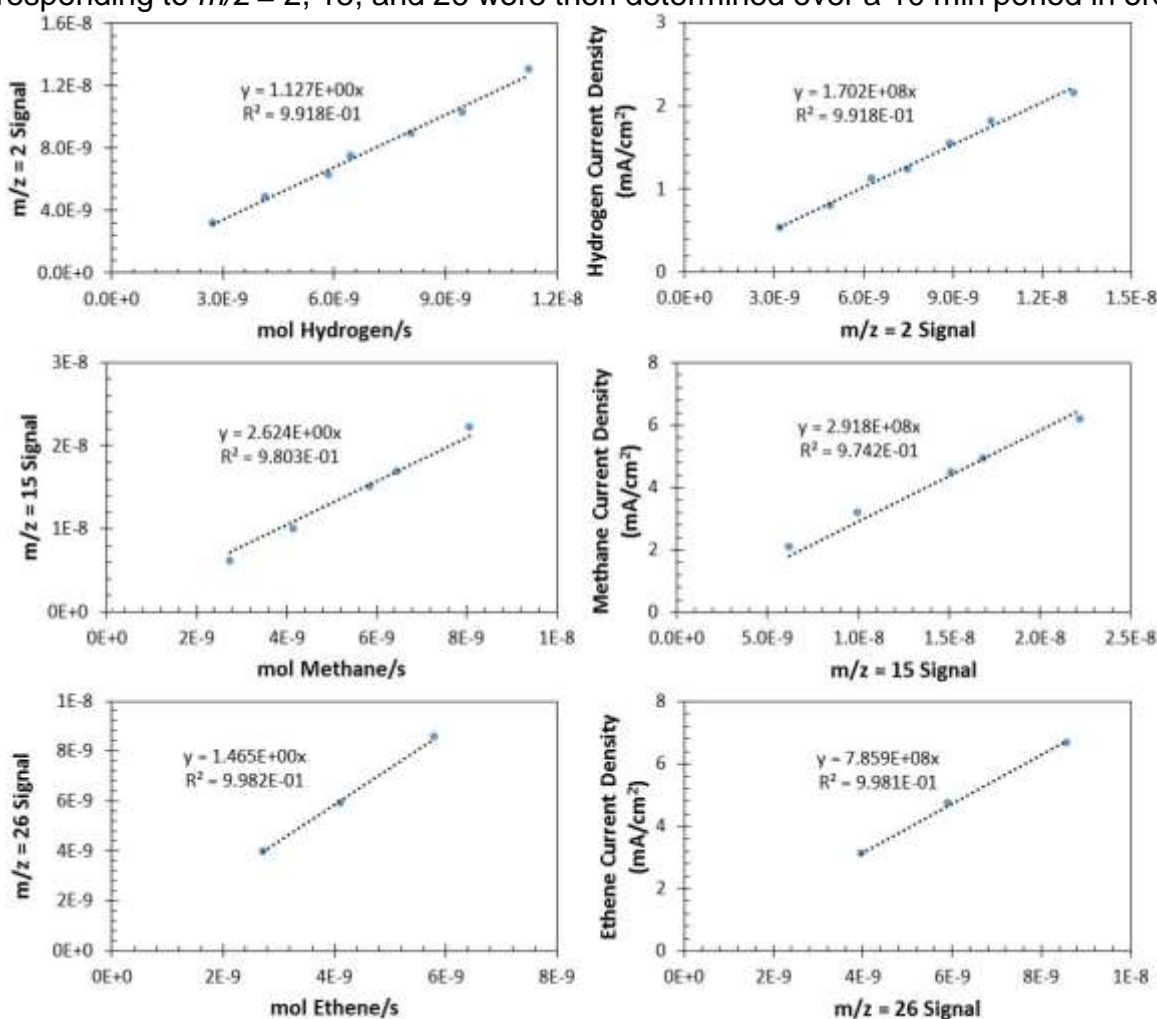 responding to m/z = 2, 15, and 26 were then determined over a 10 min period in
1.6E-8
1.2E-8
8.0E-9
4.0E-9
0.0E+0
m/z = 2 Signal
y = 1.127E+00x
R² = 9.918E-01
0.0E+0 3.0E-9 6.0E-9 9.0E-9 1.2E-8
mol Hydrogen/s
3
2
1
0
Hydrogen Current Density
(mA/cm²)
y = 1.702E+08x
R² = 9.918E-01
0.0E+0 3.0E-9 6.0E-9 9.0E-9 1.2E-8 1.5E-8
m/z = 2 Signal
3E-8
2E-8
1E-8
0E+0
m/z = 15 Signal
y = 2.624E+00x
R² = 9.803E-01
0E+0 2E-9 4E-9 6E-9 8E-9 1E-8
mol Methane/s
8
6
4
2
0
Methane Current Density
(mA/cm²)
y = 2.918E+08x
R² = 9.742E-01
0.0E+0 5.0E-9 1.0E-8 1.5E-8 2.0E-8 2.5E-8
m/z = 15 Signal
1E-8
8E-9
6E-9
4E-9
2E-9
0E+0
m/z = 26 Signal
y = 1.465E+00x
R² = 9.982E-01
0E+0 2E-9 4E-9 6E-9 8E-9
mol Ethene/s
8
6
4
2
0
Ethene Current Density
(mA/cm²)
y = 7.859E+08x
R² = 9.981E-01
0E+0 2E-9 4E-9 6E-9 8E-9 1E-8
m/z = 26 Signal